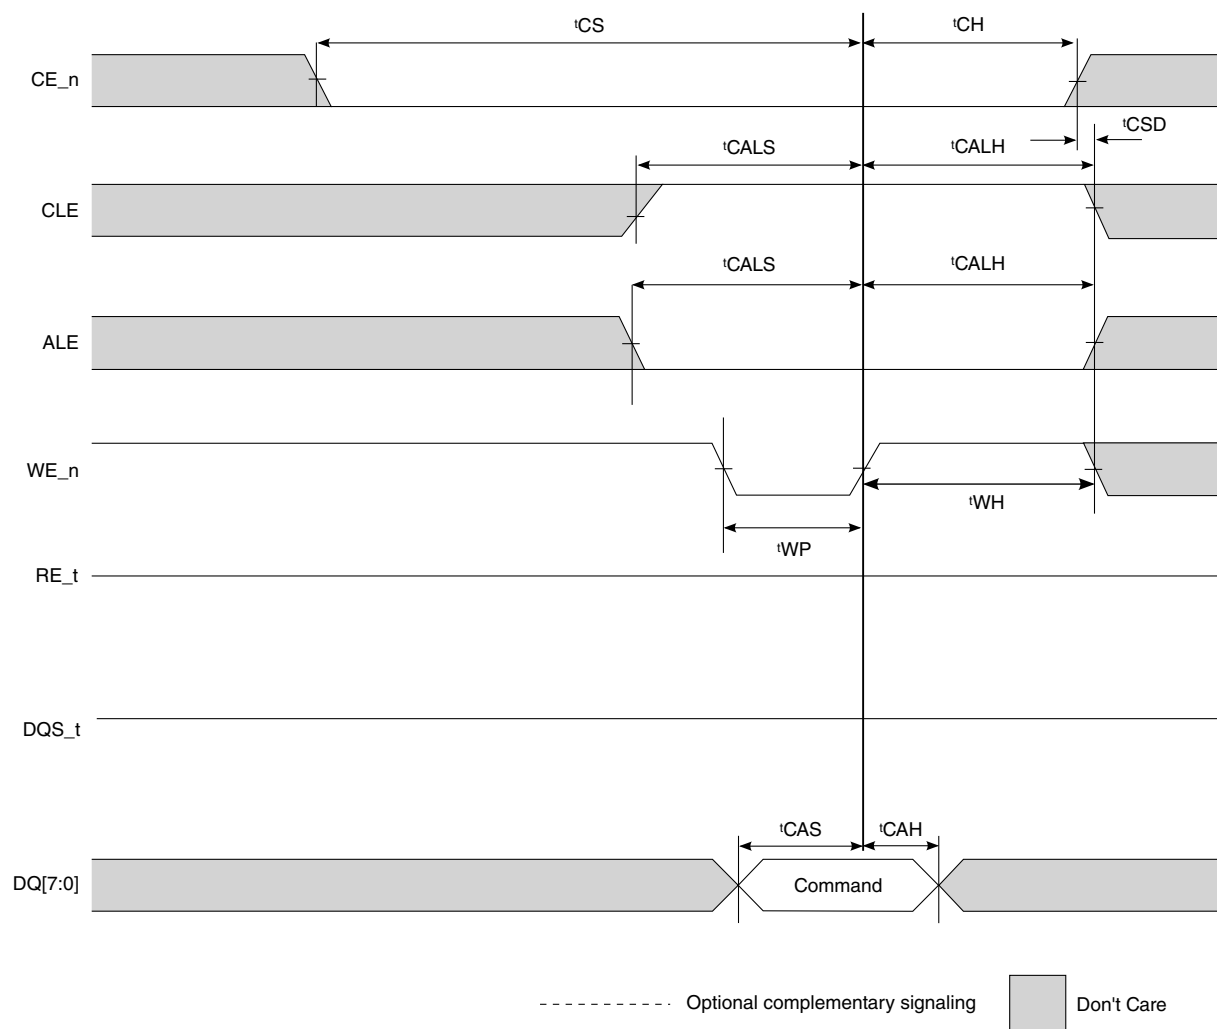 tCS
tCH
CE_n
tCSD
tCALS
tCALH
CLE
tCALS
tCALH
ALE
WE_n
tWH
tWP
RE_t
DQS_t
tCAS
tCAH
DQ[7:0]
Command
Optional complementary signaling
Don't Care